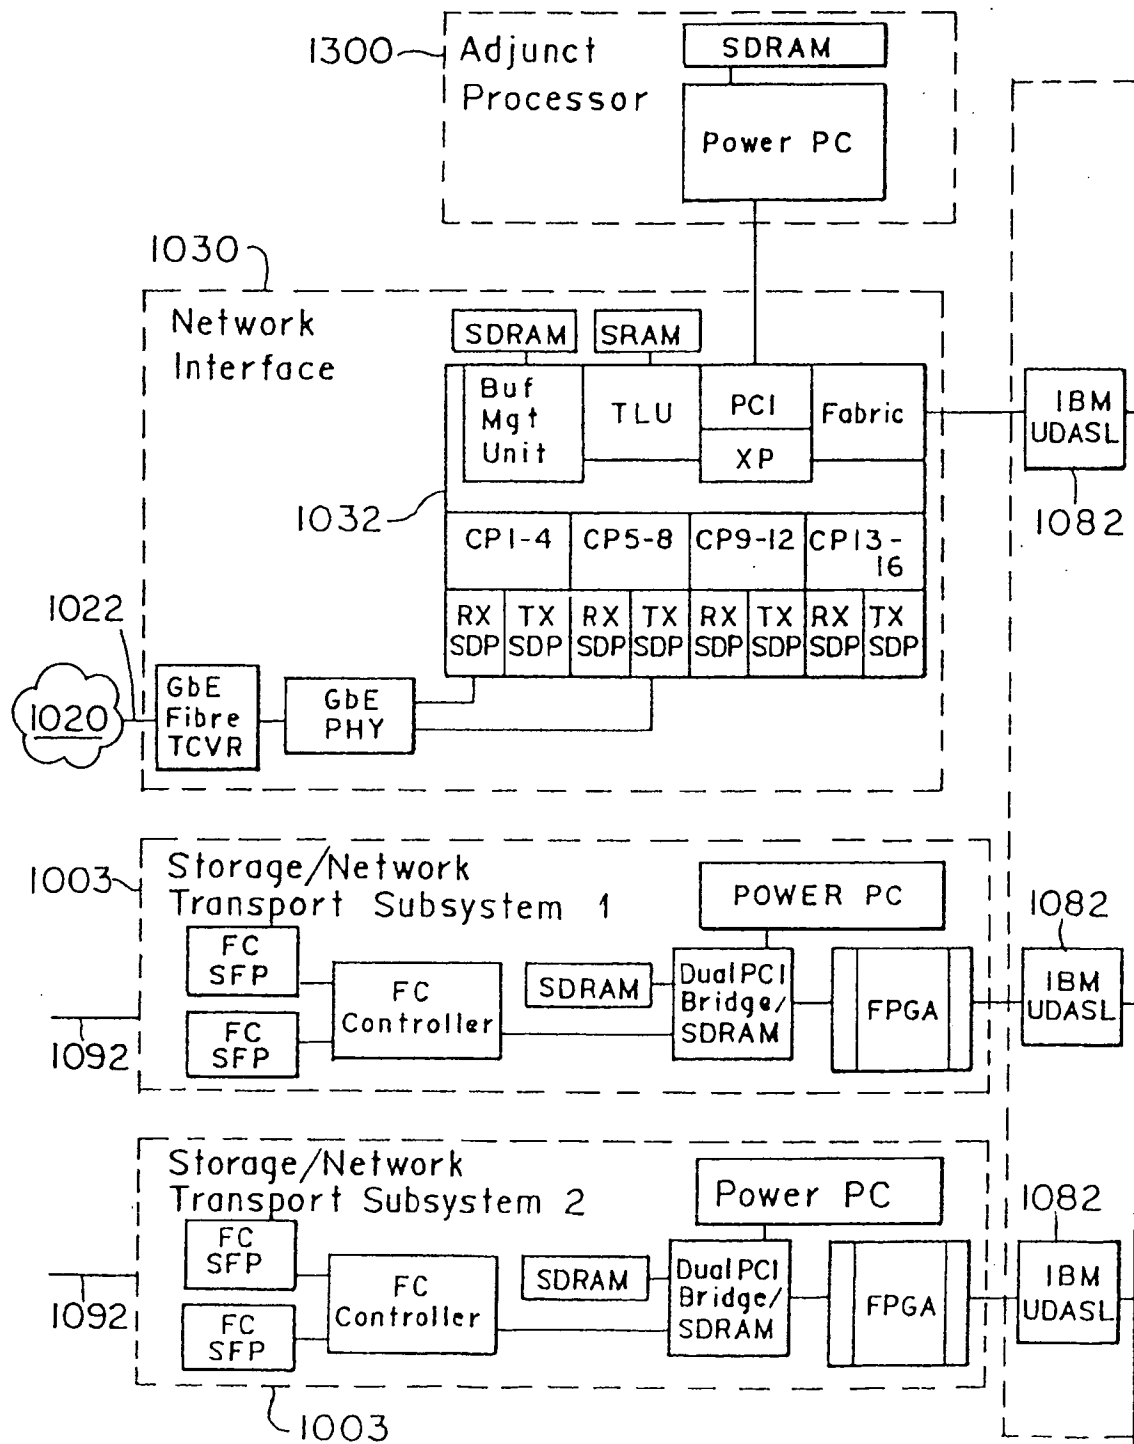 1300
Adjunct
Processor
SDRAM
Power PC
1030
Network
Interface
SDRAM
SRAM
Buf
Mgt
Unit
TLU
PCI
XP
Fabric
IBM
UDASL
1082
1032
CP1-4
CP5-8
CP9-12
CP13-
16
RX
SDP
TX
SDP
RX
SDP
TX
SDP
RX
SDP
TX
SDP
RX
SDP
TX
SDP
1022
1020
GbE
Fibre
TCVR
GbE
PHY
1003
Storage/Network
Transport Subsystem 1
POWER PC
1082
FC
SFP
FC
SFP
FC
Controller
SDRAM
Dual PCI
Bridge/
SDRAM
FPGA
IBM
UDASL
1092
Storage/Network
Transport Subsystem 2
Power PC
1082
FC
SFP
FC
SFP
FC
Controller
SDRAM
Dual PCI
Bridge/
SDRAM
FPGA
IBM
UDASL
1092
1003